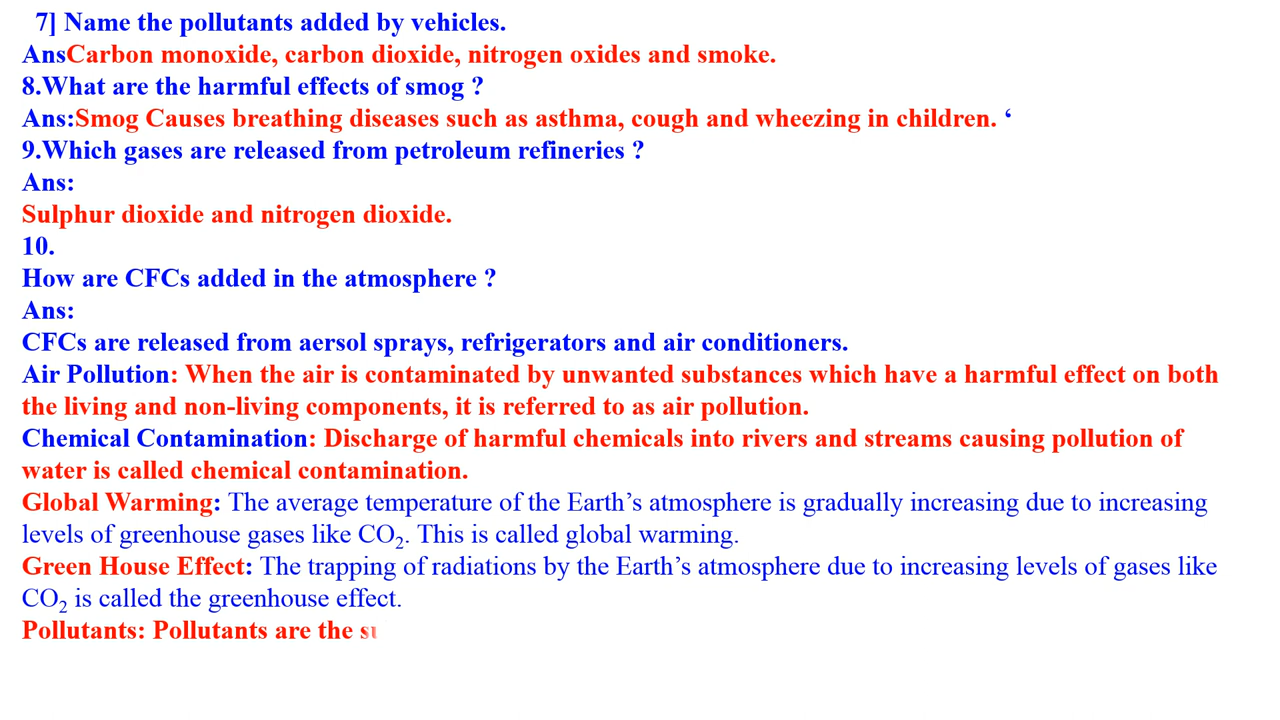 7] Name the pollutants added by vehicles.
AnsCarbon monoxide, carbon dioxide, nitrogen oxides and smoke.
8.What are the harmful effects of smog ?
Ans:Smog Causes breathing diseases such as asthma, cough and wheezing in children. ‘
9.Which gases are released from petroleum refineries ?
Ans:
Sulphur dioxide and nitrogen dioxide.
10.
How are CFCs added in the atmosphere ?
Ans:
CFCs are released from aersol sprays, refrigerators and air conditioners.
Air Pollution: When the air is contaminated by unwanted substances which have a harmful effect on both
the living and non-living components, it is referred to as air pollution.
Chemical Contamination: Discharge of harmful chemicals into rivers and streams causing pollution of
water is called chemical contamination.
Global Warming: The average temperature of the Earth’s atmosphere is gradually increasing due to increasing
levels of greenhouse gases like CO₂. This is called global warming.
Green House Effect: The trapping of radiations by the Earth’s atmosphere due to increasing levels of gases like
CO₂ is called the greenhouse effect.
Pollutants: Pollutants are the